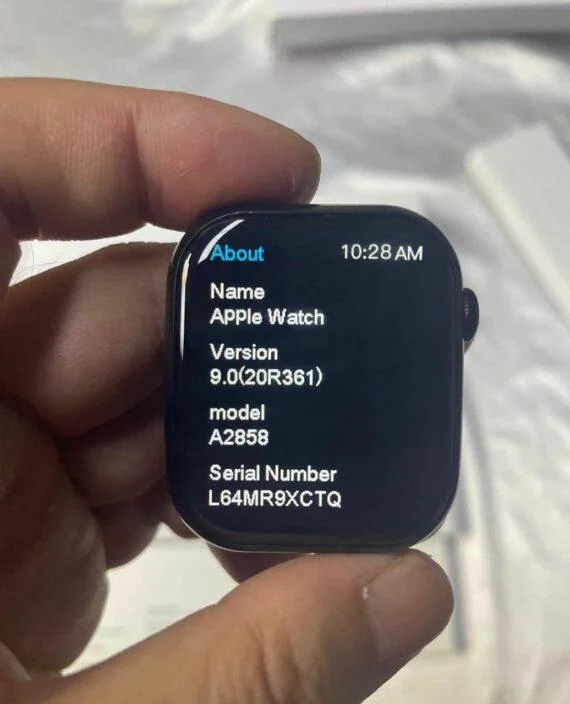 About 10:28 AM
Name
Apple Watch
Version
9.0(20R361)
model
A2858
Serial Number
L64MR9XCTQ